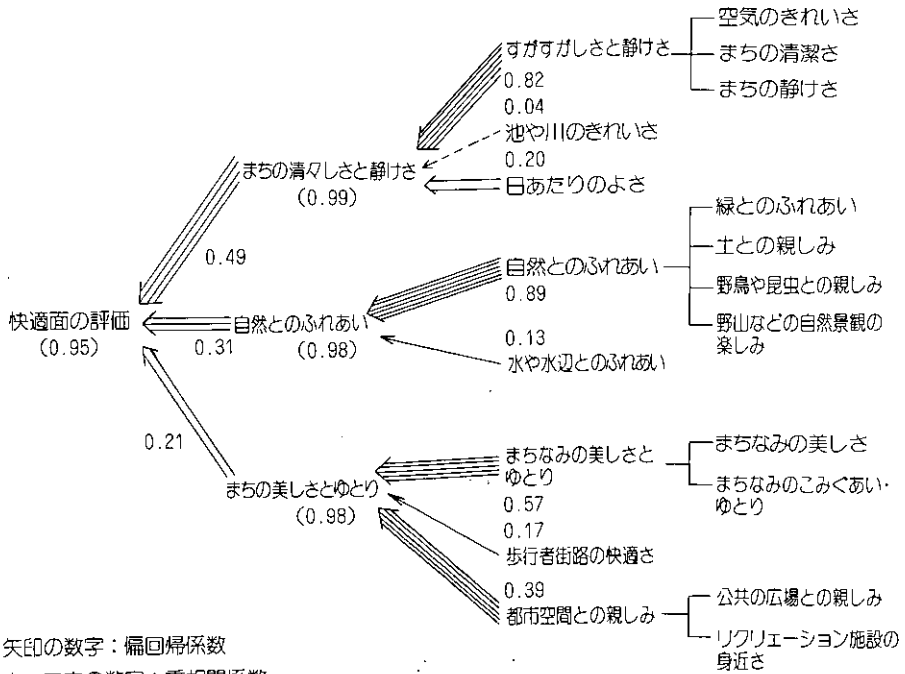 空気のきれいさ
すがすがしさと静けさ
まちの清潔さ
0.82
まちの静けさ
0.04
池や川のきれいさ
0.20
まちの清々しさと静けさ
(0.99)
日あたりのよさ
緑とのふれあい
0.49
土との親しみ
自然とのふれあい
0.89
野鳥や昆虫との親しみ
快適面の評価
(0.95)
0.31
自然とのふれあい
(0.98)
野山などの自然景観の
楽しみ
0.13
水や水辺とのふれあい
0.21
まちなみの美しさと
ゆとり
まちなみの美しさ
まちの美しさとゆとり
(0.98)
0.57
まちなみのこみぐあい・
ゆとり
0.17
歩行者街路の快適さ
0.39
都市空間との親しみ
公共の広場との親しみ
リクリェーション施設の
身近さ
矢印の数字：偏回帰係数